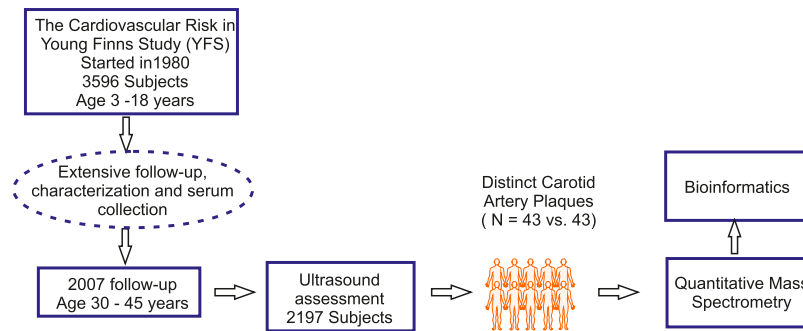 The Cardiovascular Risk in
Young Finns Study (YFS)
Started in1980
3596 Subjects
Age 3 -18 years
Extensive follow-up,
characterization and serum
collection
2007 follow-up
Age 30 - 45 years
Ultrasound
assessment
2197 Subjects
Distinct Carotid
Artery Plaques
( N = 43 vs. 43)
Quantitative Mass
Spectrometry
Bioinformatics